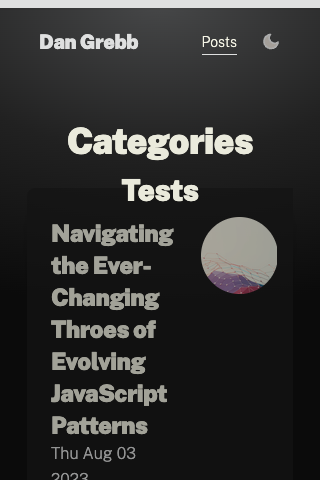 Dan Grebb
Posts
Categories
Tests
Navigating
the Ever-
Changing
Throes of
Evolving
JavaScript
Patterns
Thu Aug 03
2023